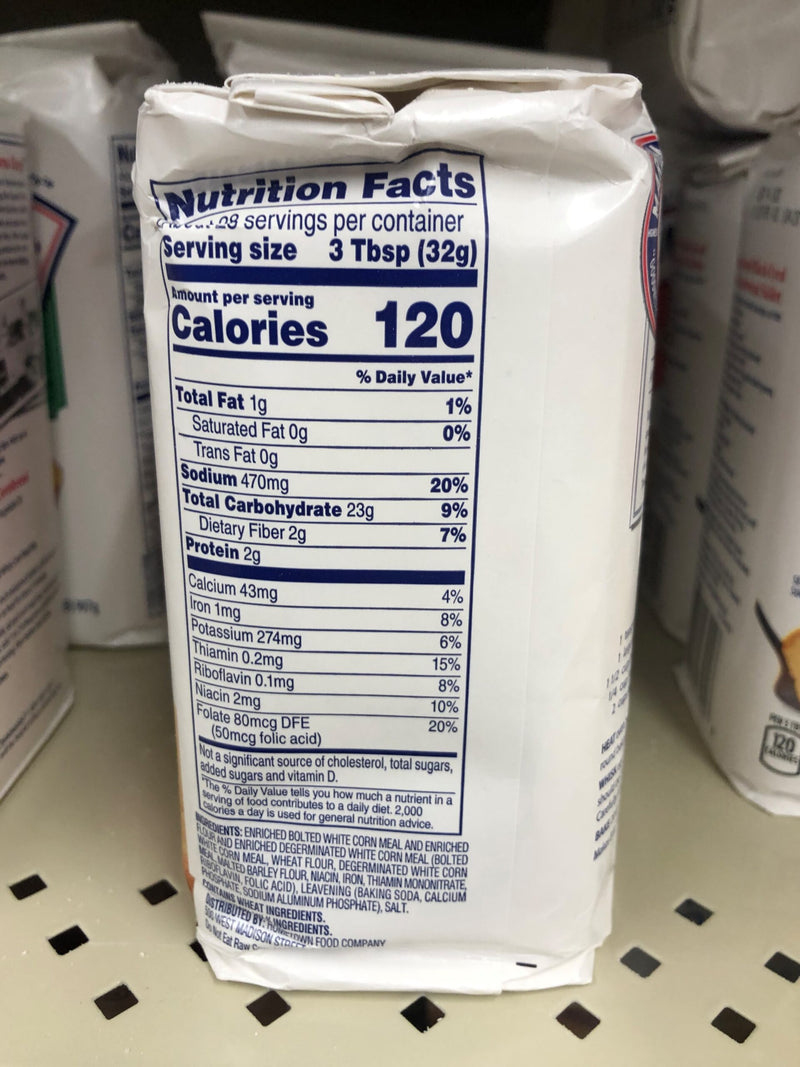 Nutrition Facts
servings per container
Serving size 3 Tbsp (32g)
Amount per serving
Calories 120
% Daily Value*
Total Fat 1g 1%
Saturated Fat 0g 0%
Trans Fat 0g
Sodium 470mg 20%
Total Carbohydrate 23g 9%
Dietary Fiber 2g 7%
Protein 2g
Calcium 43mg 4%
Iron 1mg 8%
Potassium 274mg 6%
Thiamin 0.2mg 15%
Riboflavin 0.1mg 8%
Niacin 2mg 10%
Folate 80mcg DFE 20%
(50mcg folic acid)
Not a significant source of cholesterol, total sugars,
added sugars and vitamin D.
*The % Daily Value tells you how much a nutrient in a
serving of food contributes to a daily diet. 2,000
calories a day is used for general nutrition advice.
INGREDIENTS: ENRICHED BOLTED WHITE CORN MEAL AND ENRICHED
FLOUR AND ENRICHED DEGERMINATED WHITE CORN MEAL (BOLTED
WHITE CORN MEAL, WHEAT FLOUR, DEGERMINATED WHITE CORN
MEAL, MALTED BARLEY FLOUR, NIACIN, IRON, THIAMIN MONONITRATE,
RIBOFLAVIN, FOLIC ACID), LEAVENING (BAKING SODA, CALCIUM
PHOSPHATE, SODIUM ALUMINUM PHOSPHATE), SALT.
CONTAINS WHEAT INGREDIENTS.
DISTRIBUTED BY: INGREDIENTS.
FOOD COMPANY
WEST MADISON STREET
Do Not Eat Raw
120
CALORIES